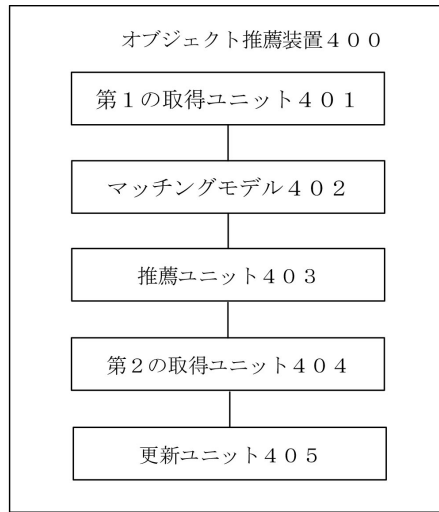 オブジェクト推薦装置４００
第１の取得ユニット４０１
マッチングモデル４０２
推薦ユニット４０３
第２の取得ユニット４０４
更新ユニット４０５